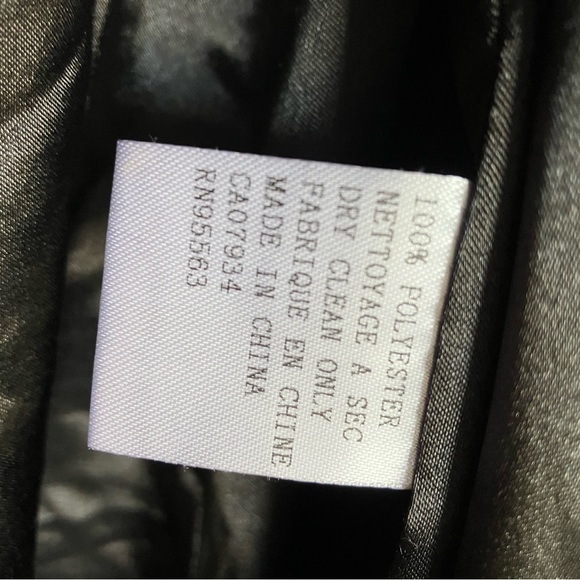 100% POLYESTER
NETTOYAGE A SEC
DRY CLEAN ONLY
FABRIQUE EN CHINE
MADE IN CHINA
CA07934
RN95563